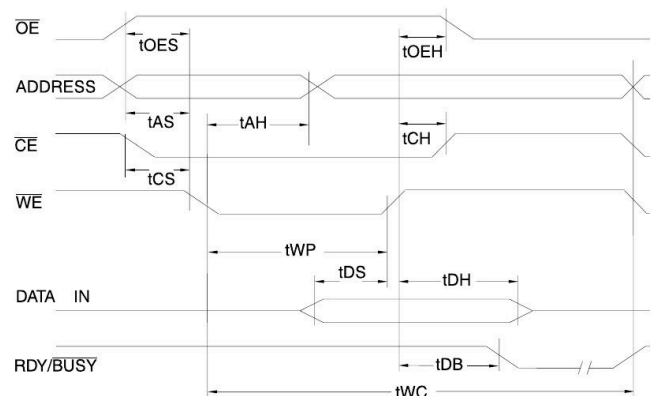 OE
tOES
tOEH
ADDRESS
tAS
tAH
tCH
CE
tCS
WE
tWP
tDS
tDH
DATA IN
RDY/BUSY
tDB
tWC